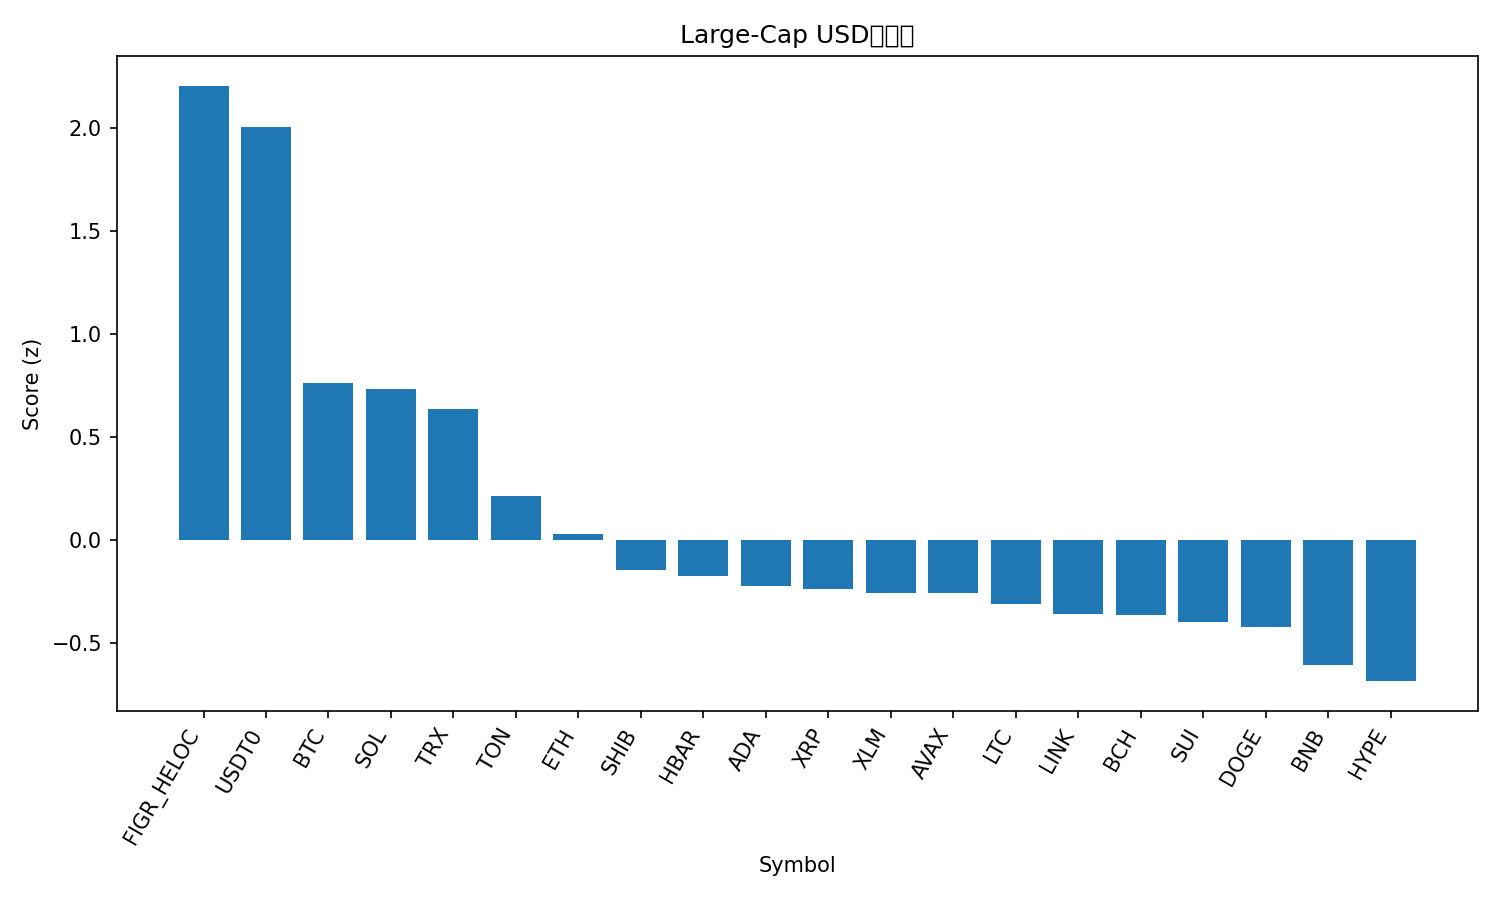 Large-Cap USD
Score (z)
2.0
1.5
1.0
0.5
0.0
−0.5
FIGR_HELOC
USDT0
BTC
SOL
TRX
TON
ETH
SHIB
HBAR
ADA
XRP
XLM
AVAX
LTC
LINK
BCH
SUI
DOGE
BNB
HYPE
Symbol